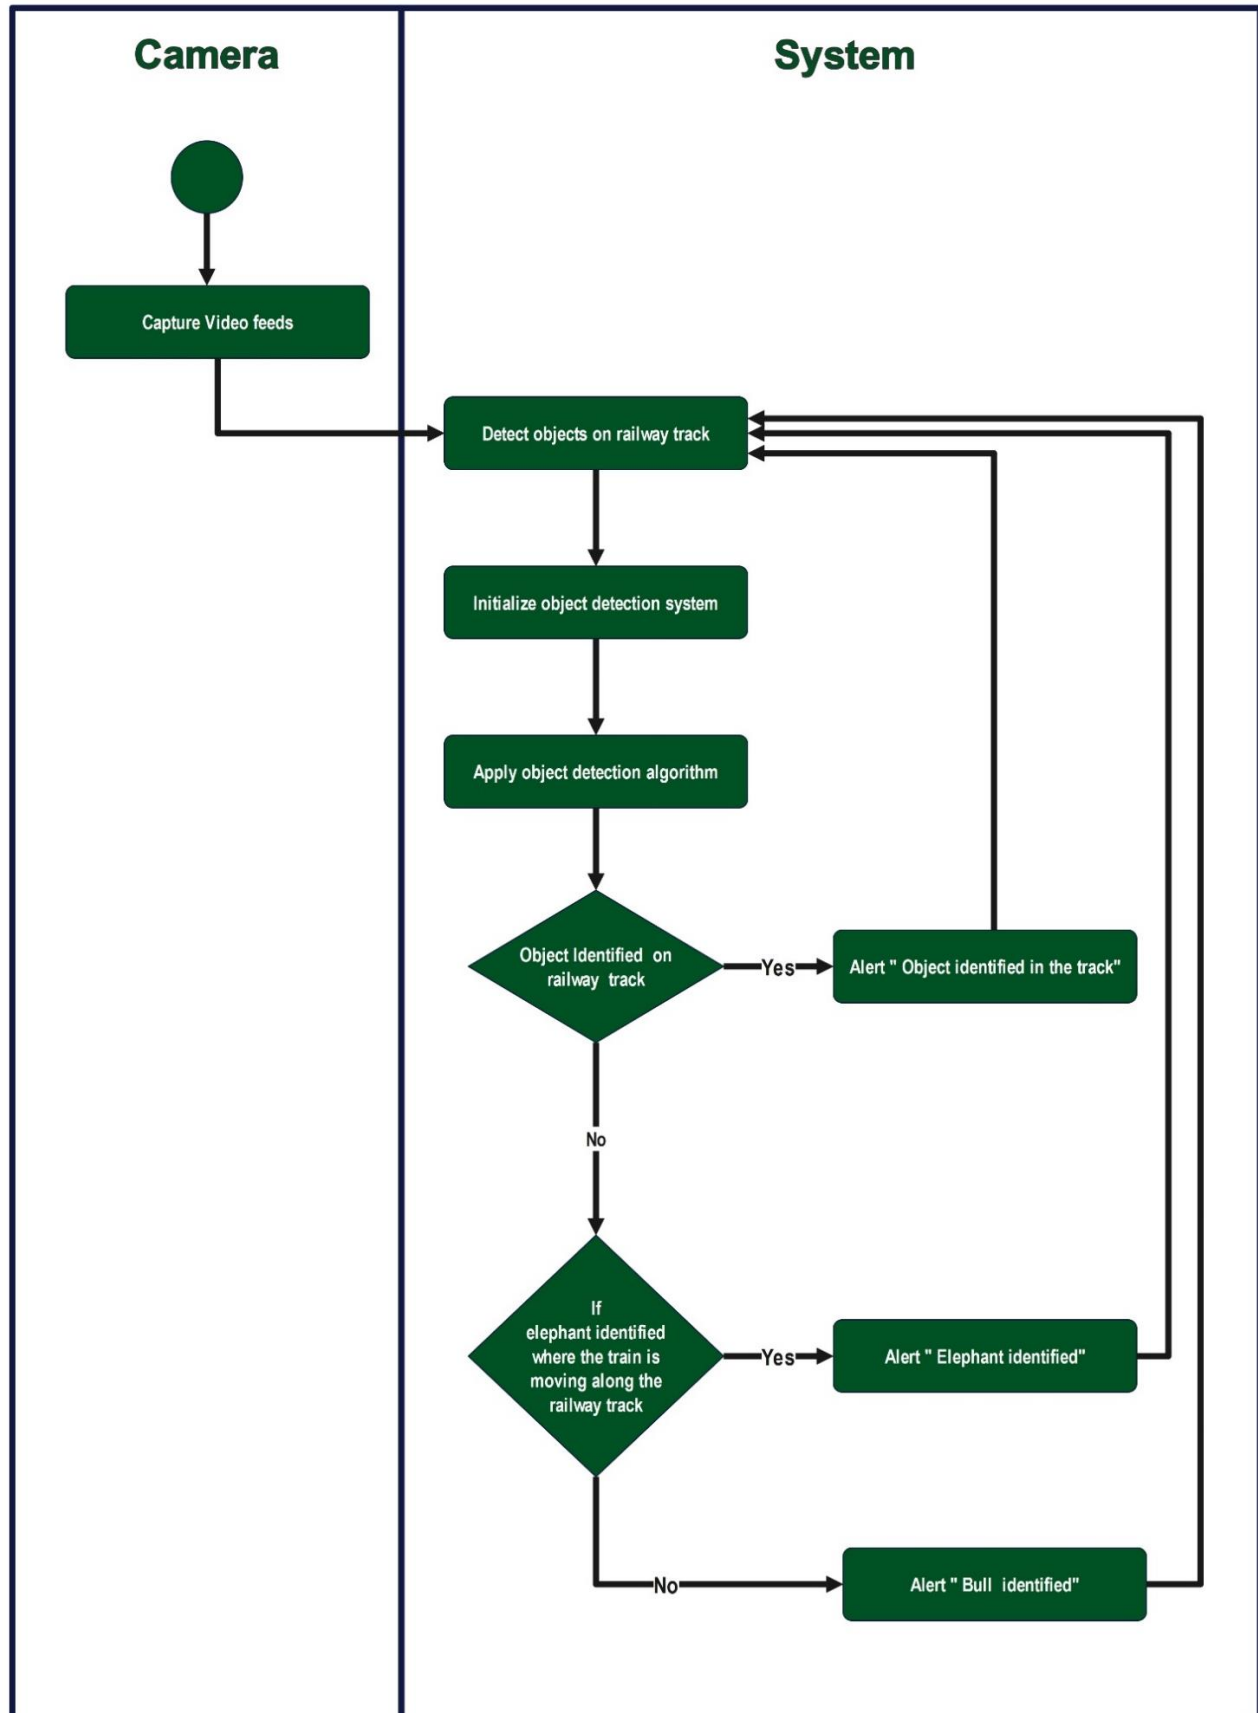 Camera
System
Capture Video feeds
Detect objects on railway track
Initialize object detection system
Apply object detection algorithm
Object Identified on
railway track
Yes
Alert " Object identified in the track"
No
If
elephant identified
where the train is
moving along the
railway track
Yes
Alert " Elephant identified"
No
Alert " Bull identified"